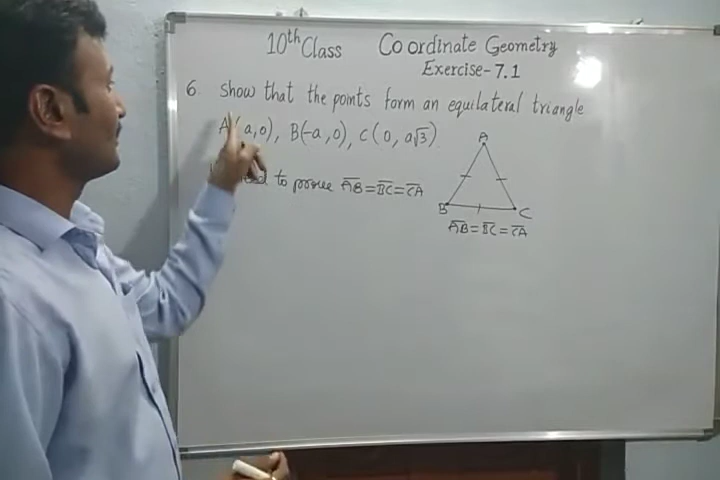 10th Class Coordinate Geometry
Exercise-7.1
6. Show that the points form an equilateral triangle
A(a,0), B(-a,0), C(0, a√3)
to prove AB=BC=CA
A
B C
AB=BC=CA